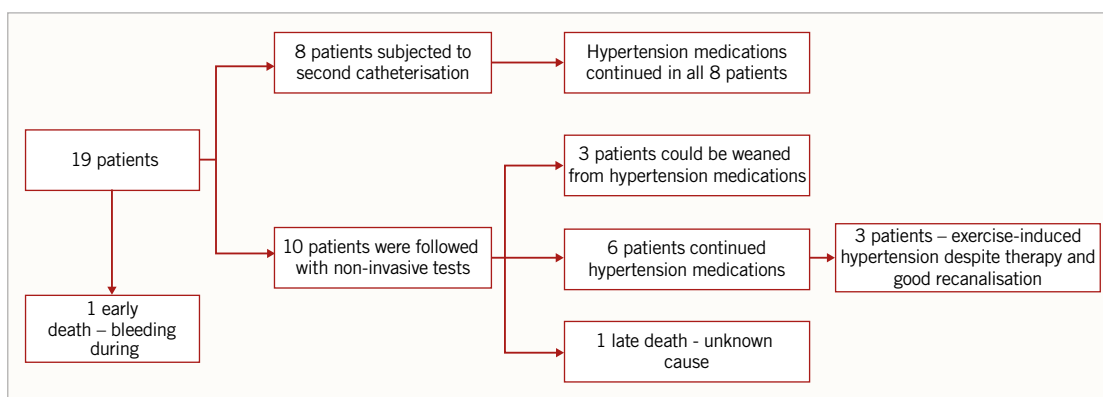 8 patients subjected to
second catheterisation
Hypertension medications
continued in all 8 patients
19 patients
3 patients could be weaned
from hypertension medications
10 patients were followed
with non-invasive tests
6 patients continued
hypertension medications
3 patients – exercise-induced
hypertension despite therapy and
good recanalisation
1 early
death – bleeding
during
1 late death - unknown
cause